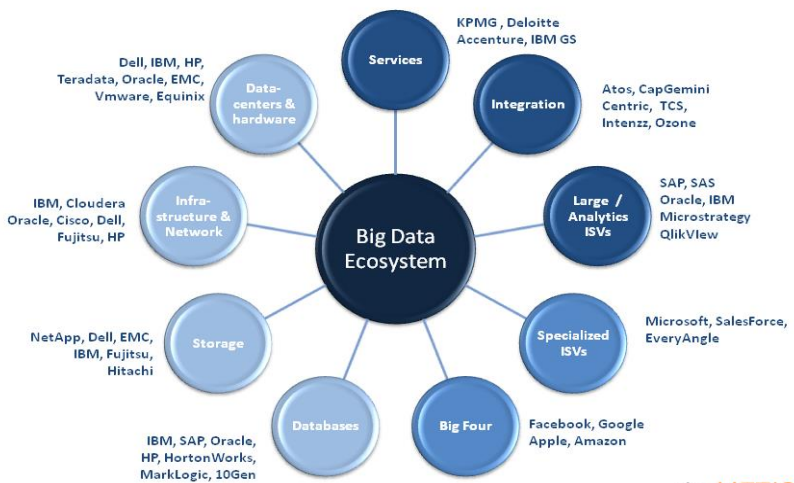 Services
KPMG , Deloitte
Accenture, IBM GS
Integration
Atos, CapGemini
Centric, TCS,
Intenzz, Ozone
Large /
Analytics
ISVs
SAP, SAS
Oracle, IBM
Microstrategy
QlikVIew
Specialized
ISVs
Microsoft, SalesForce,
EveryAngle
Big Four
Facebook, Google
Apple, Amazon
Databases
IBM, SAP, Oracle,
HP, HortonWorks,
MarkLogic, 10Gen
Storage
NetApp, Dell, EMC,
IBM, Fujitsu,
Hitachi
Infra-
structure &
Network
IBM, Cloudera
Oracle, Cisco, Dell,
Fujitsu, HP
Data-
centers &
hardware
Dell, IBM, HP,
Teradata, Oracle, EMC,
Vmware, Equinix
Big Data
Ecosystem